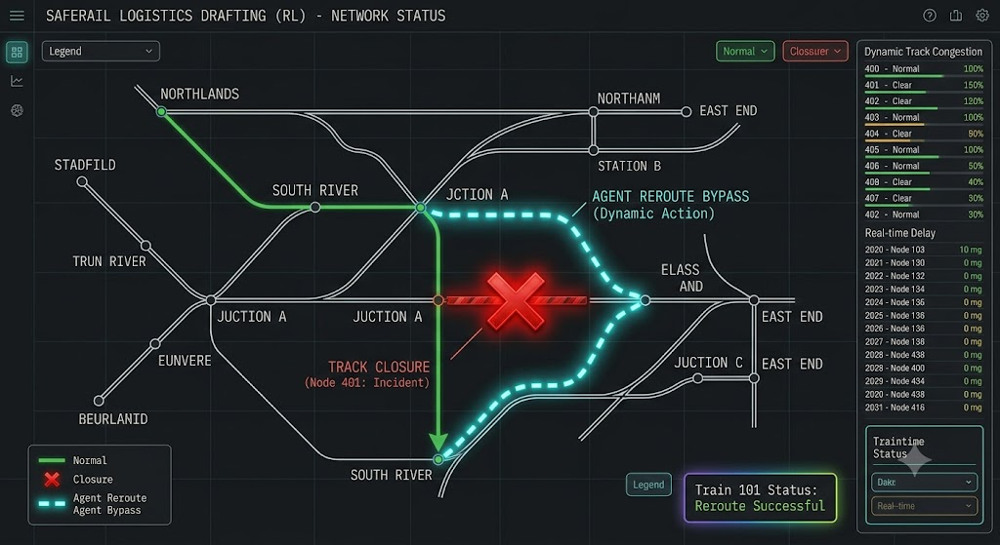 SAFERAIL LOGISTICS DRAFTING (RL) - NETWORK STATUS
Legend
Normal
Clossuer
NORTHLANDS
NORTHANM
EAST END
STADFILD
STATION B
SOUTH RIVER
JCTION A
AGENT REROUTE BYPASS
(Dynamic Action)
TRUN RIVER
ELASS
AND
JUCTION A
JUCTION A
EAST END
EUNVERE
TRACK CLOSURE
(Node 401: Incident)
JUCTION C
EAST END
BEURLANID
SOUTH RIVER
Normal
Closure
Agent Reroute
Agent Bypass
Legend
Train 101 Status:
Reroute Successful
Dynamic Track Congestion
400 - Normal 100%
401 - Clear 150%
402 - Clear 120%
403 - Normal 100%
404 - Clear 90%
405 - Normal 100%
406 - Normal 50%
408 - Clear 40%
407 - Clear 30%
402 - Normal 30%
Real-time Delay
2020 - Node 103 10 mg
2021 - Node 130 0 mg
2022 - Node 132 0 mg
2023 - Node 134 0 mg
2024 - Node 136 0 mg
2025 - Node 138 0 mg
2026 - Node 136 0 mg
2027 - Node 138 0 mg
2028 - Node 438 0 mg
2028 - Node 400 0 mg
2029 - Node 434 0 mg
2020 - Node 438 0 mg
2031 - Node 416 0 mg
Traintime
Status
Real-time